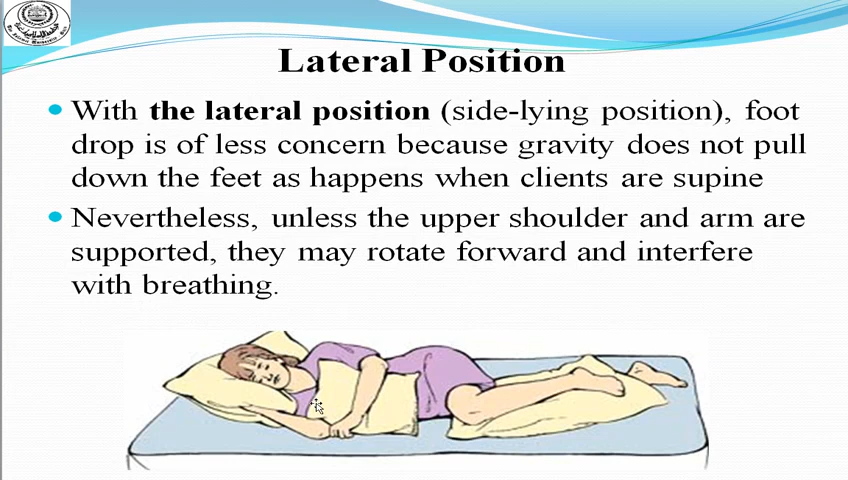 Lateral Position
With the lateral position (side-lying position), foot
drop is of less concern because gravity does not pull
down the feet as happens when clients are supine
Nevertheless, unless the upper shoulder and arm are
supported, they may rotate forward and interfere
with breathing.